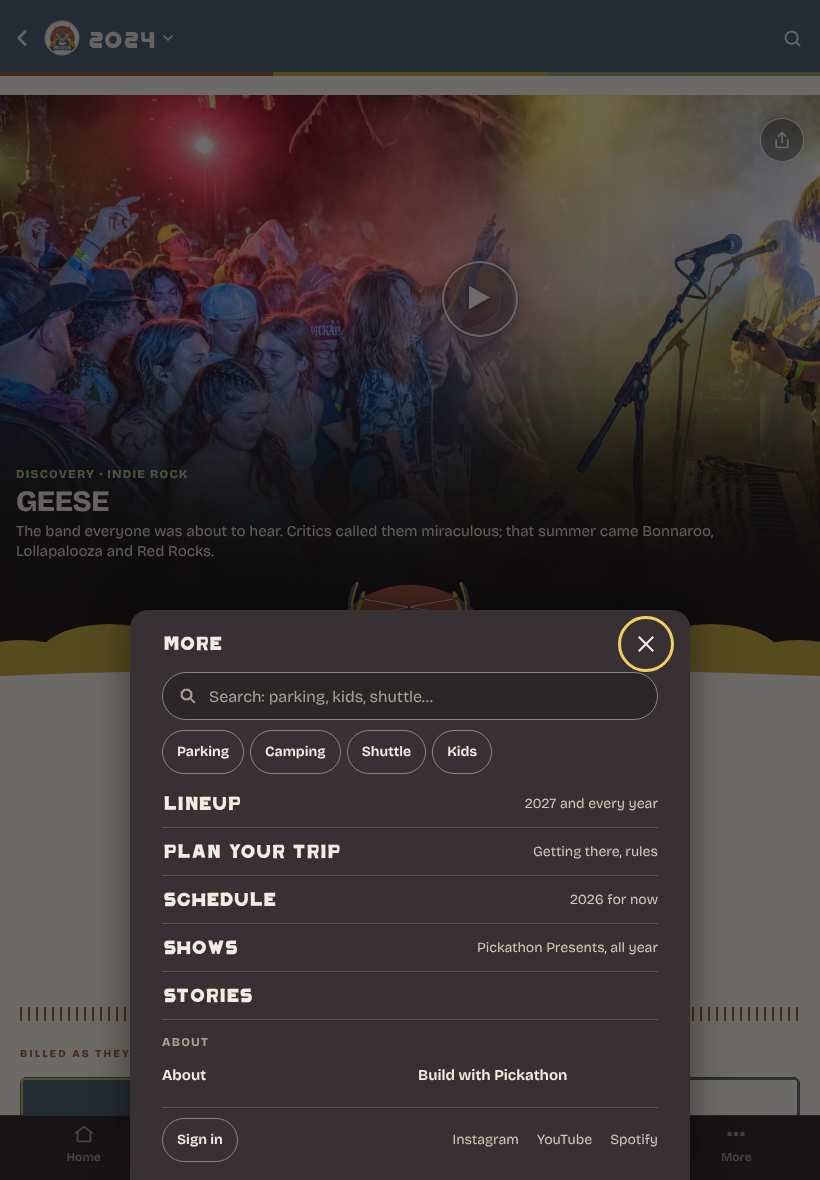 2024
DISCOVERY • INDIE ROCK
GEESE
The band everyone was about to hear. Critics called them miraculous; that summer came Bonnaroo,
Lollapalooza and Red Rocks.
MORE
Search: parking, kids, shuttle...
Parking Camping Shuttle Kids
LINEUP 2027 and every year
PLAN YOUR TRIP Getting there, rules
SCHEDULE 2026 for now
SHOWS Pickathon Presents, all year
STORIES
ABOUT
BILLED AS THEY
About Build with Pickathon
Sign in Instagram YouTube Spotify
Home More